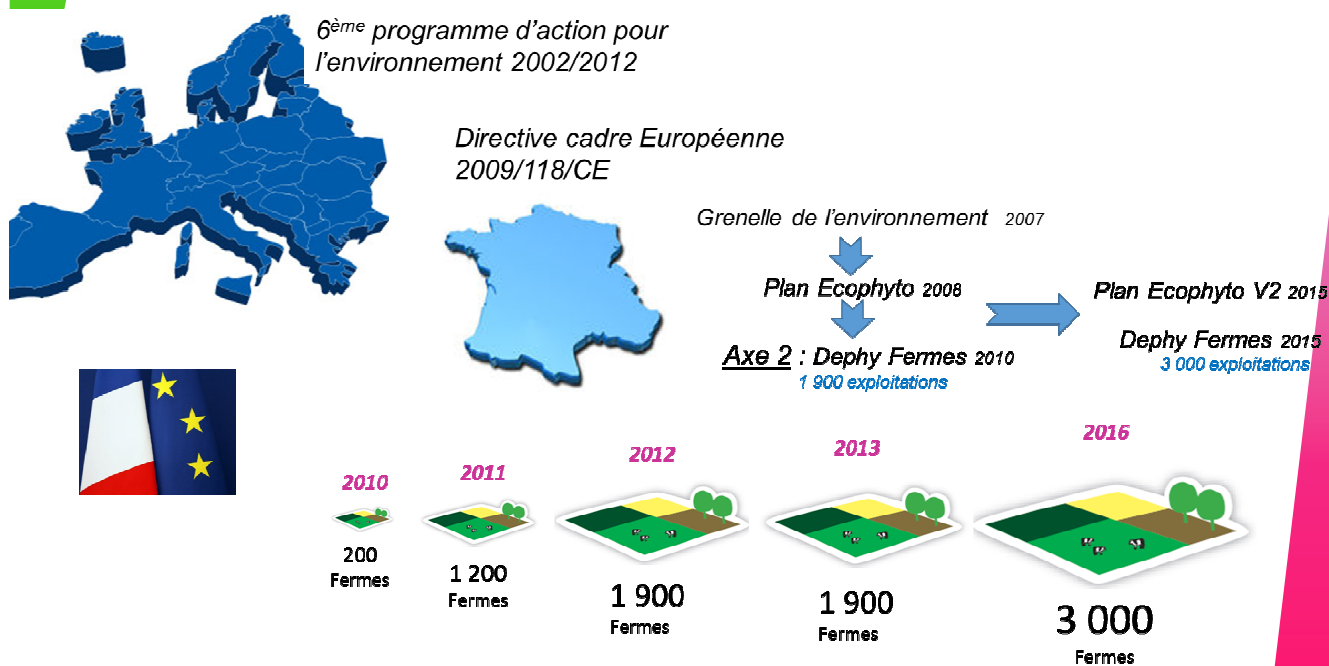 6ème programme d'action pour
l'environnement 2002/2012
Directive cadre Européenne
2009/118/CE
Grenelle de l'environnement 2007
Plan Ecophyto 2008
Axe 2 : Dephy Fermes 2010
1 900 exploitations
Plan Ecophyto V2 2015
Dephy Fermes 2015
3 000 exploitations
2010
200
Fermes
2011
1 200
Fermes
2012
1 900
Fermes
2013
1 900
Fermes
2016
3 000
Fermes